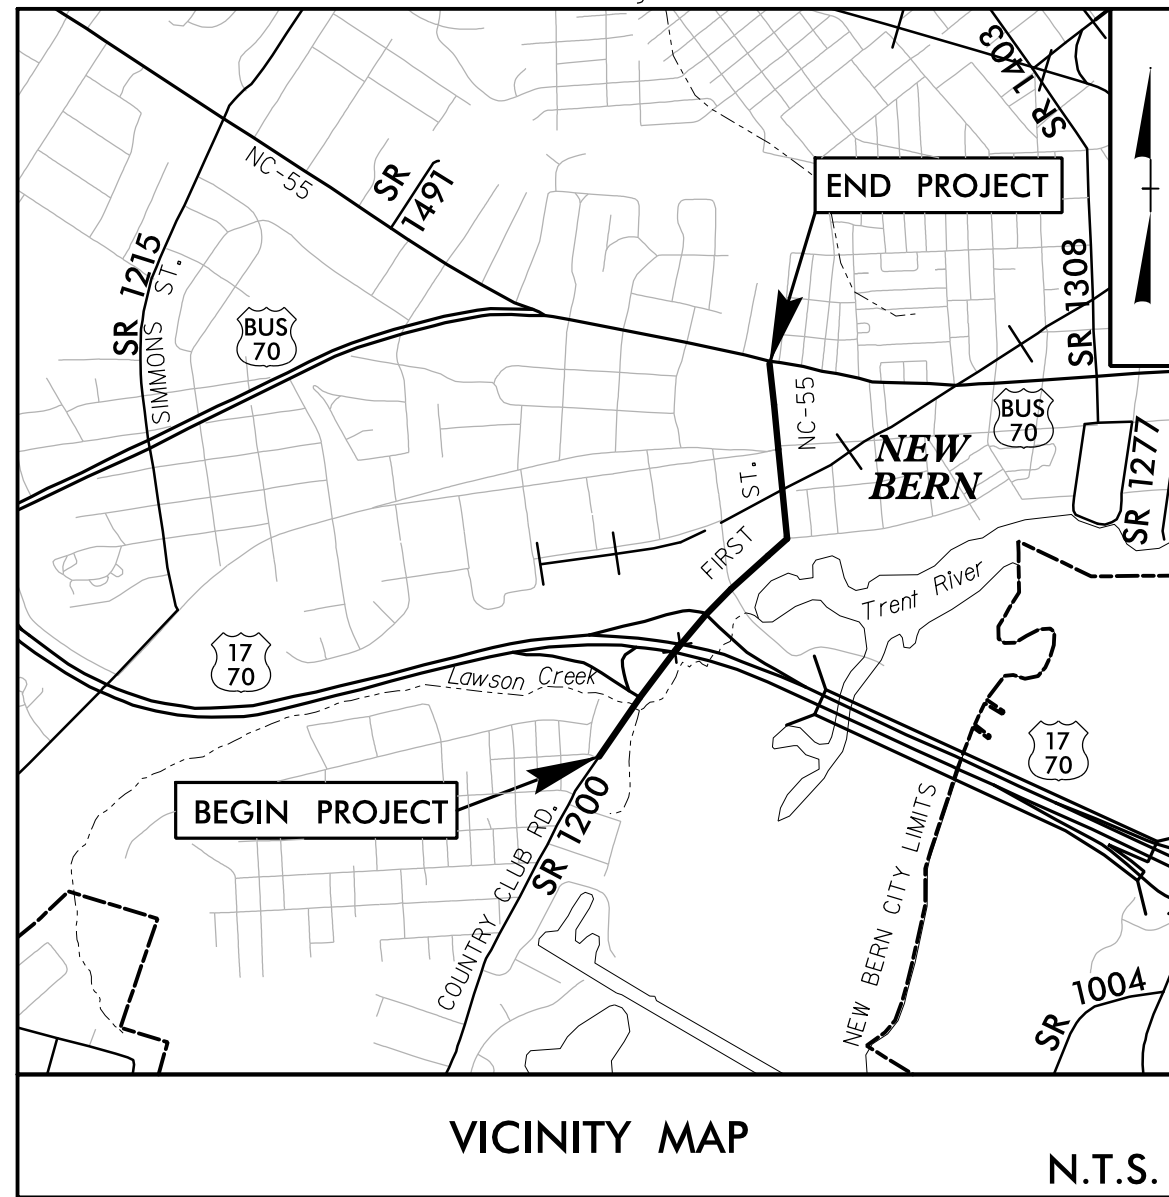 SR 1403
NC-55
SR
1491
END PROJECT
SR 1215
SIMMONS ST.
BUS
70
SR 1308
NC-55
BUS
70
NEW
BERN
SR 1277
FIRST ST.
Trent River
17
70
Lawson Creek
17
70
BEGIN PROJECT
COUNTRY CLUB RD.
SR 1200
NEW BERN CITY LIMITS
SR 1004
VICINITY MAP
N.T.S.